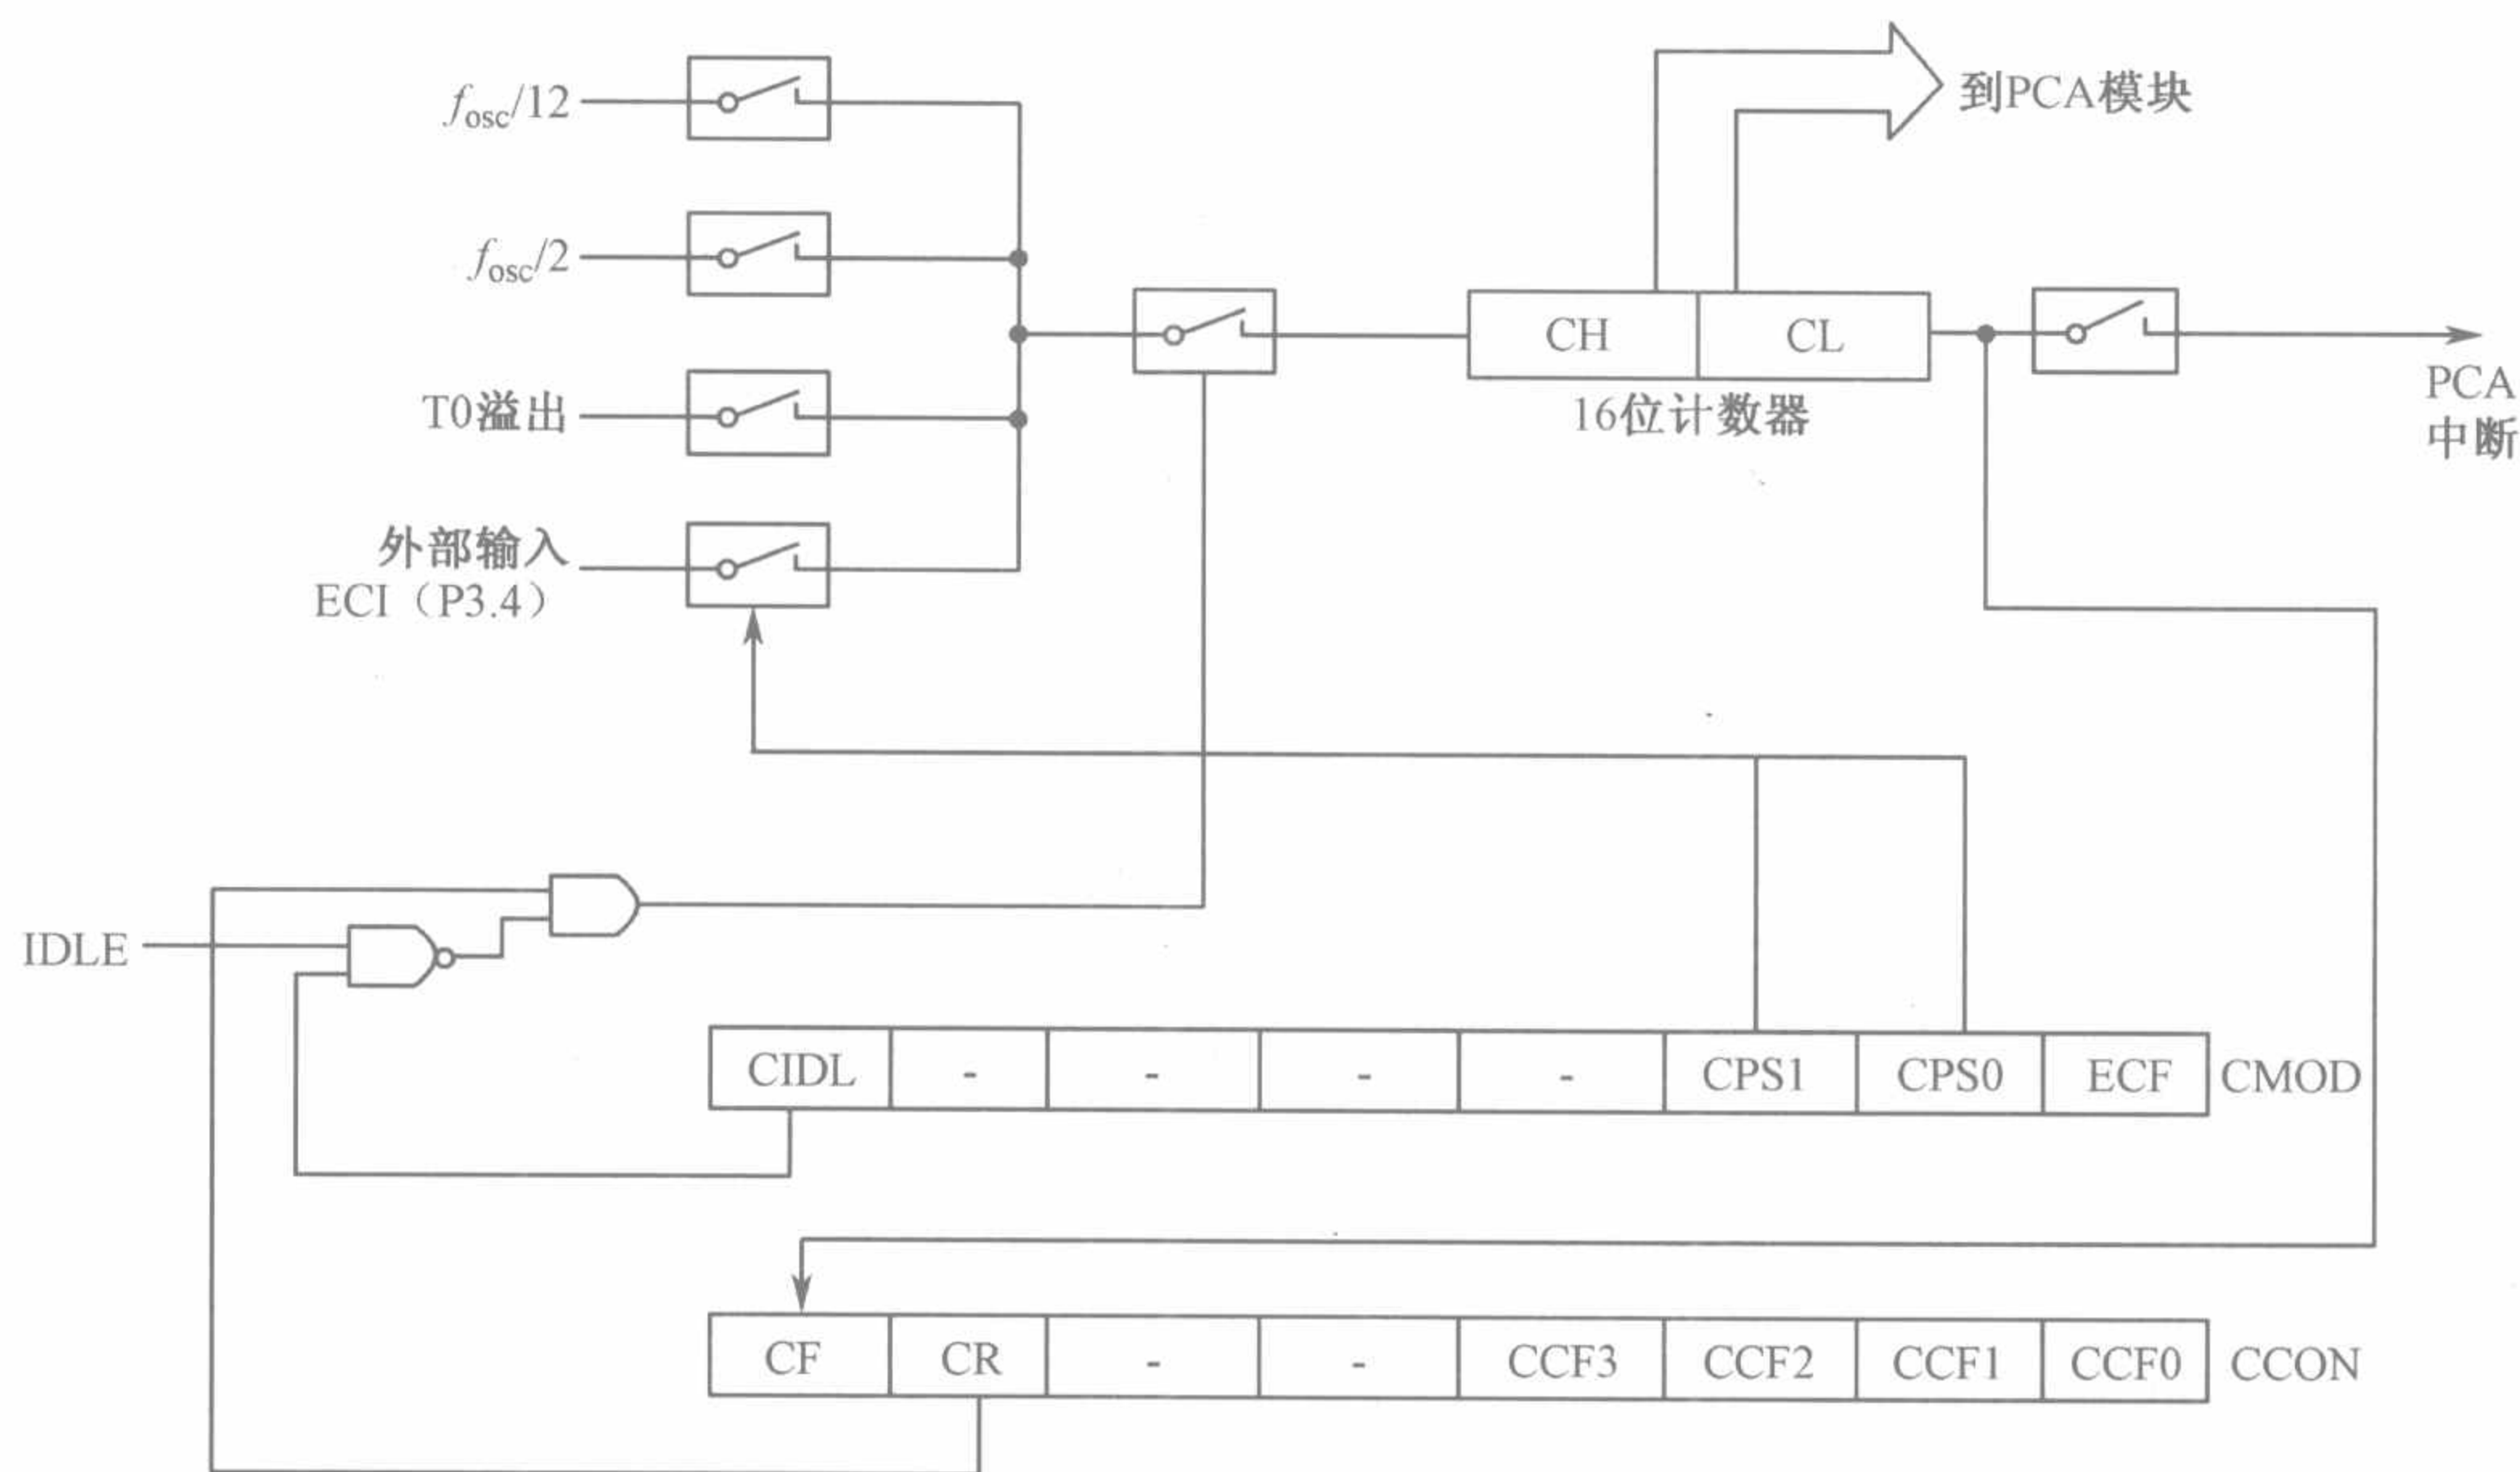 f_osc/12
到PCA模块
f_osc/2
CH
CL
PCA
中断
T0溢出
16位计数器
外部输入
ECI（P3.4）
IDLE
CIDL - - - - CPS1 CPS0 ECF CMOD
CF CR - - CCF3 CCF2 CCF1 CCF0 CCON